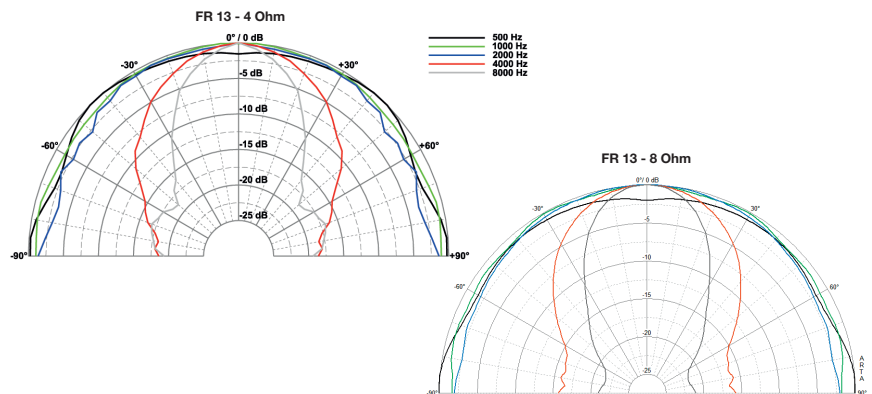 FR 13 - 4 Ohm
0° / 0 dB
-30°
+30°
-5 dB
-10 dB
-60°
+60°
-15 dB
-20 dB
-25 dB
-90°
+90°
500 Hz
1000 Hz
2000 Hz
4000 Hz
8000 Hz
FR 13 - 8 Ohm
0°/ 0 dB
-30°
30°
-5
-10
-60°
60°
-15
-20
-25
-90°
90°
A
R
T
A